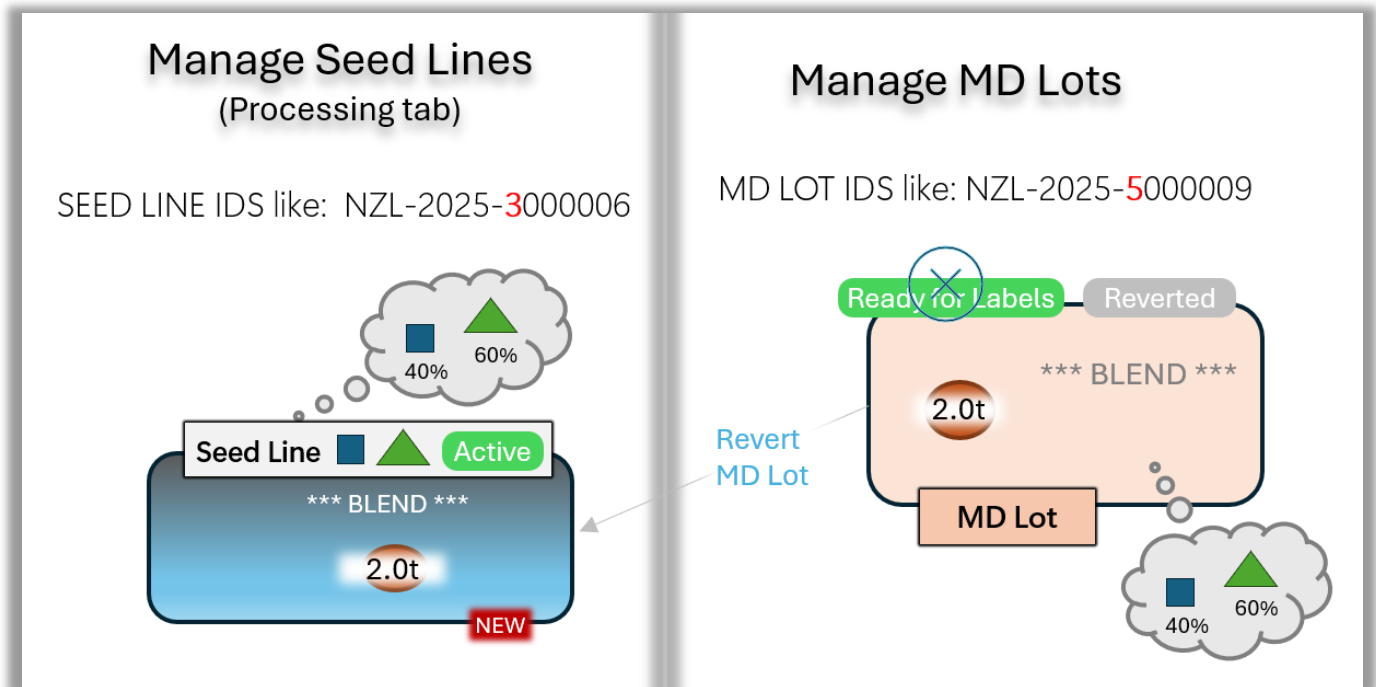 Manage Seed Lines
(Processing tab)
SEED LINE IDS like: NZL-2025-3000006
40%
60%
Seed Line
Active
*** BLEND ***
2.0t
NEW
Manage MD Lots
MD LOT IDS like: NZL-2025-5000009
Ready for Labels
Reverted
*** BLEND ***
2.0t
Revert
MD Lot
MD Lot
40%
60%